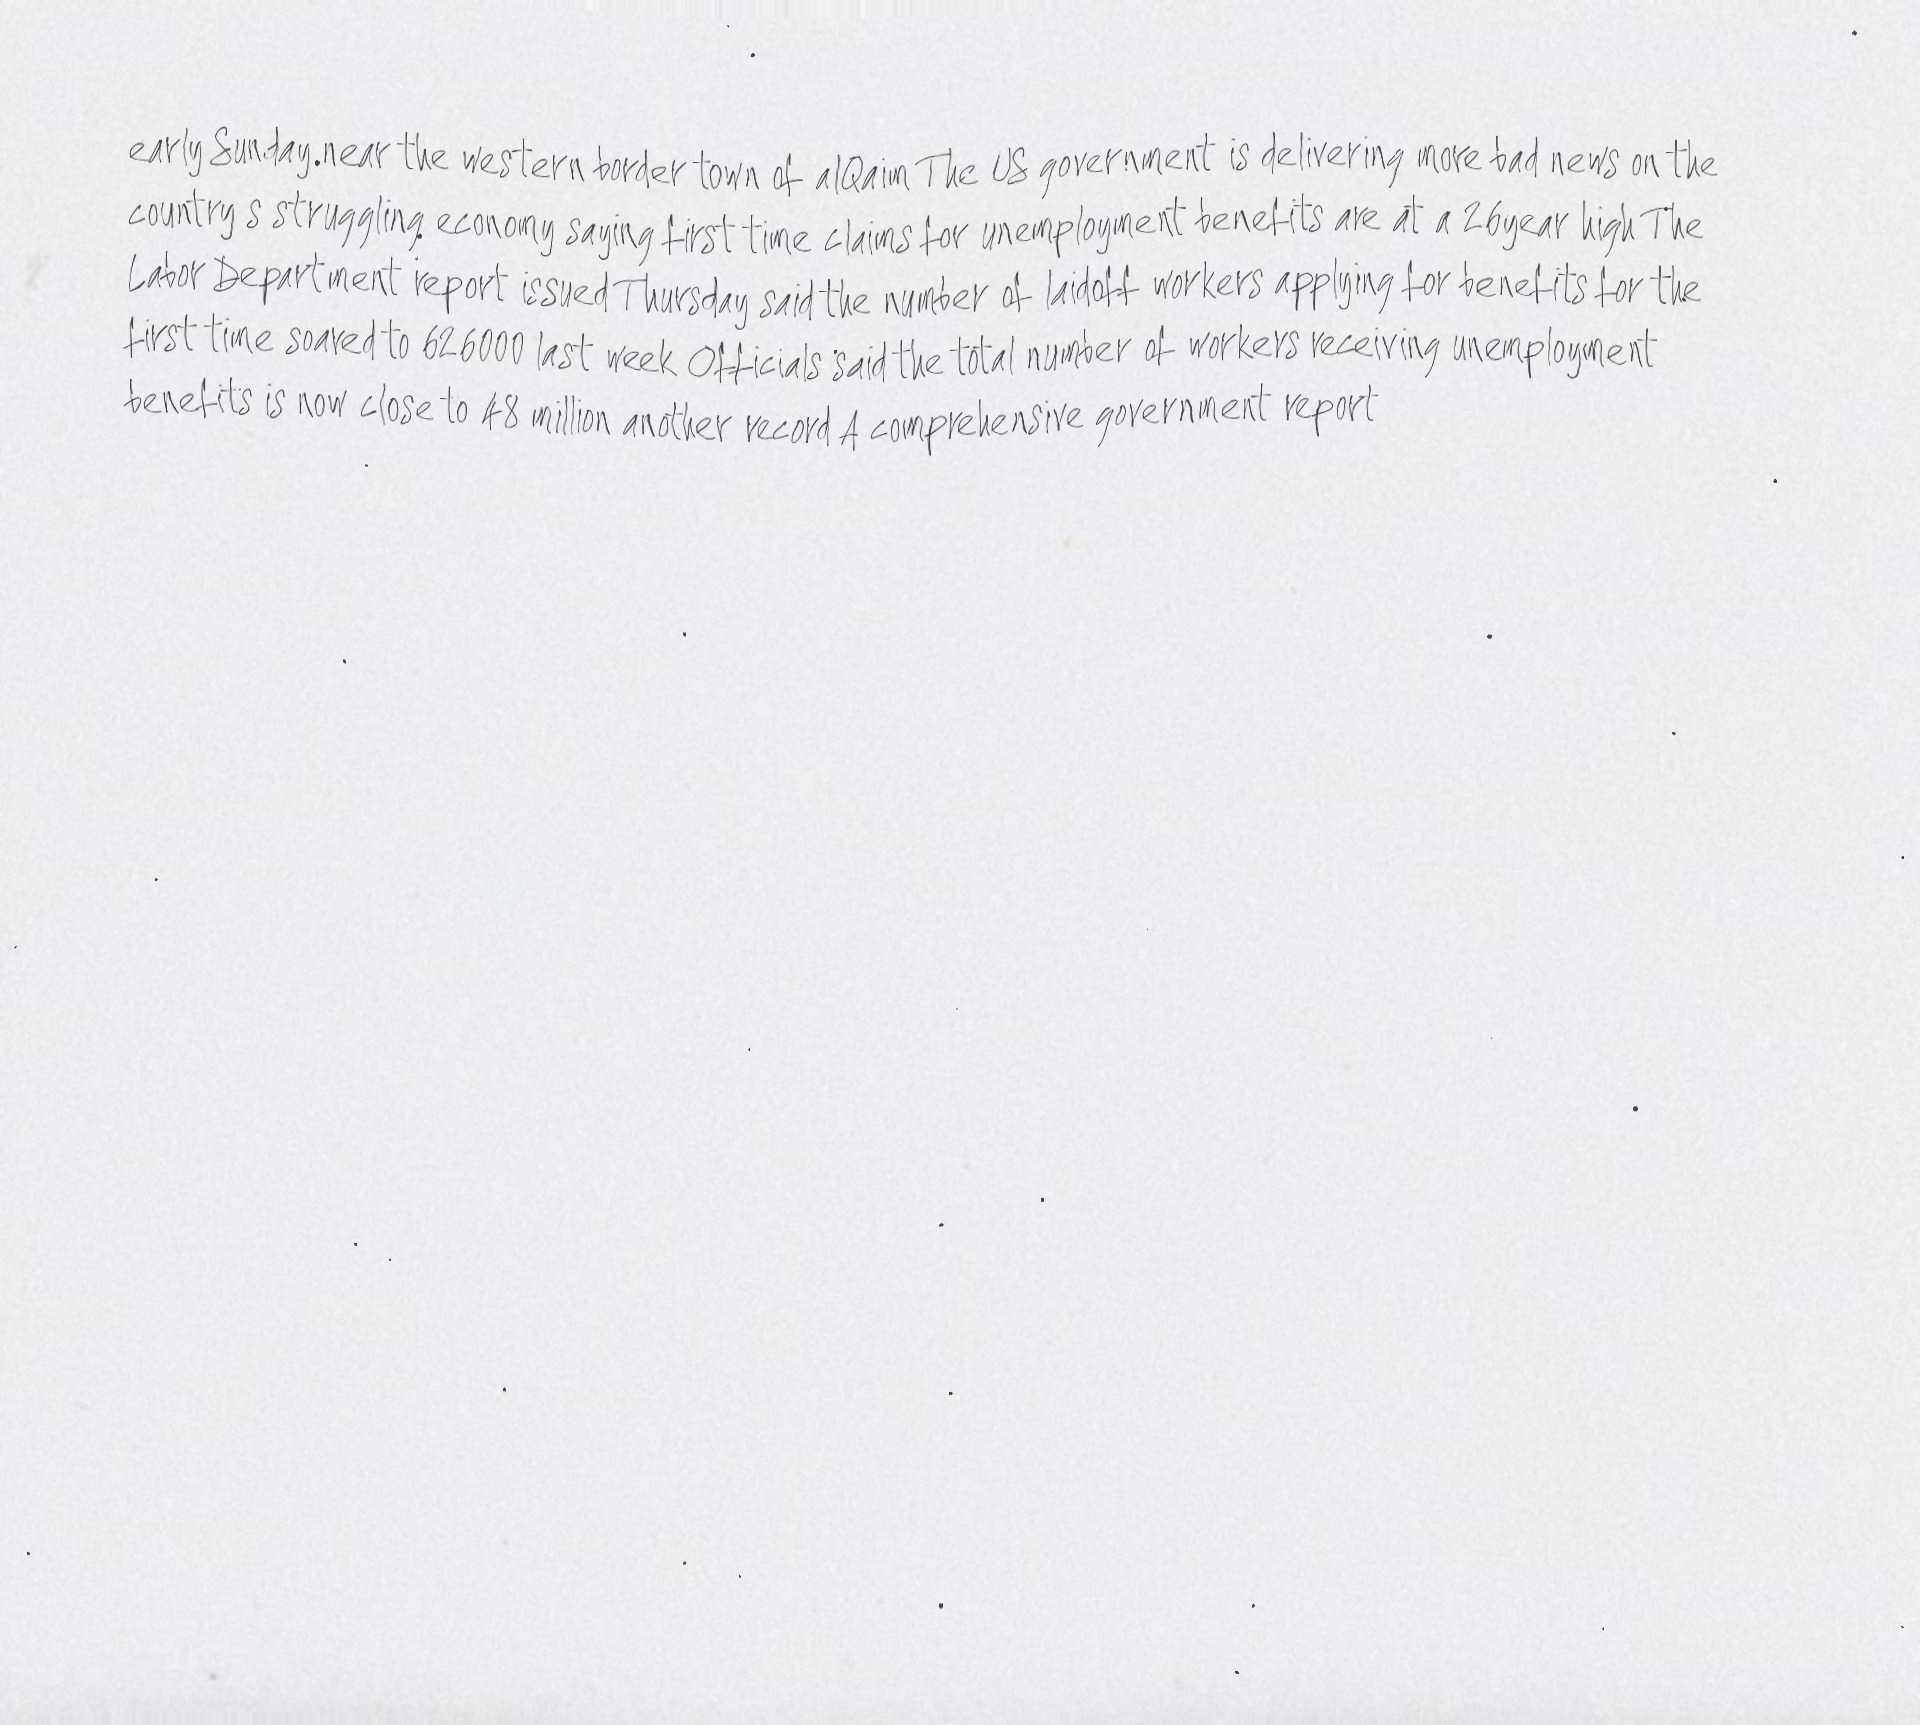 early Sunday near the western border town of alQaim The US government is delivering more bad news on the
country s struggling economy saying first time claims for unemployment benefits are at a 26year high The
Labor Department report issued Thursday said the number of laidoff workers applying for benefits for the
first time soared to 626000 last week Officials said the total number of workers receiving unemployment
benefits is now close to 48 million another record A comprehensive government report